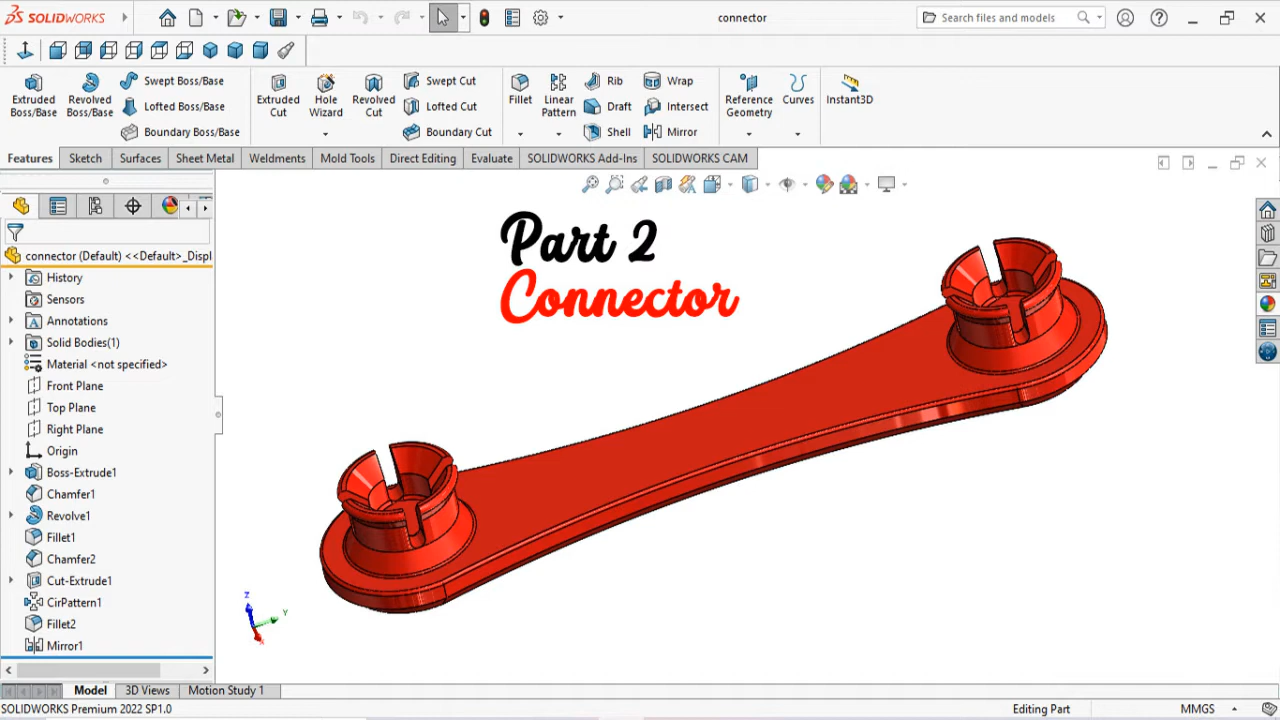 SOLIDWORKS
connector
Search files and models
Extruded Boss/Base
Revolved Boss/Base
Swept Boss/Base
Lofted Boss/Base
Boundary Boss/Base
Extruded Cut
Hole Wizard
Revolved Cut
Swept Cut
Lofted Cut
Boundary Cut
Fillet
Linear Pattern
Rib
Draft
Shell
Wrap
Intersect
Mirror
Reference Geometry
Curves
Instant3D
Features
Sketch
Surfaces
Sheet Metal
Weldments
Mold Tools
Direct Editing
Evaluate
SOLIDWORKS Add-Ins
SOLIDWORKS CAM
connector (Default) <<Default>_Displ
History
Sensors
Annotations
Solid Bodies(1)
Material <not specified>
Front Plane
Top Plane
Right Plane
Origin
Boss-Extrude1
Chamfer1
Revolve1
Fillet1
Chamfer2
Cut-Extrude1
CirPattern1
Fillet2
Mirror1
Part 2
Connector
Z
Y
X
Model
3D Views
Motion Study 1
SOLIDWORKS Premium 2022 SP1.0
Editing Part
MMGS